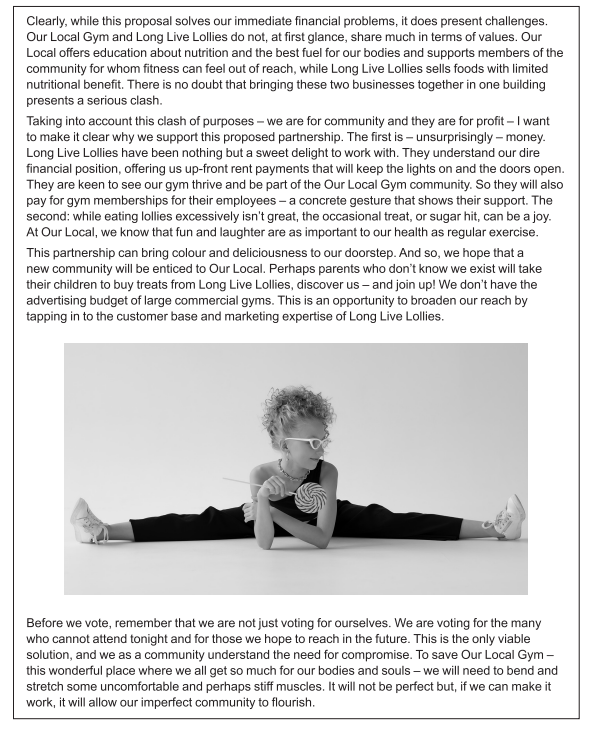 Clearly, while this proposal solves our immediate financial problems, it does present challenges.
Our Local Gym and Long Live Lollies do not, at first glance, share much in terms of values. Our
Local offers education about nutrition and the best fuel for our bodies and supports members of the
community for whom fitness can feel out of reach, while Long Live Lollies sells foods with limited
nutritional benefit. There is no doubt that bringing these two businesses together in one building
presents a serious clash.
Taking into account this clash of purposes – we are for community and they are for profit – I want
to make it clear why we support this proposed partnership. The first is – unsurprisingly – money.
Long Live Lollies have been nothing but a sweet delight to work with. They understand our dire
financial position, offering us up-front rent payments that will keep the lights on and the doors open.
They are keen to see our gym thrive and be part of the Our Local Gym community. So they will also
pay for gym memberships for their employees – a concrete gesture that shows their support. The
second: while eating lollies excessively isn’t great, the occasional treat, or sugar hit, can be a joy.
At Our Local, we know that fun and laughter are as important to our health as regular exercise.
This partnership can bring colour and deliciousness to our doorstep. And so, we hope that a
new community will be enticed to Our Local. Perhaps parents who don’t know we exist will take
their children to buy treats from Long Live Lollies, discover us – and join up! We don’t have the
advertising budget of large commercial gyms. This is an opportunity to broaden our reach by
tapping in to the customer base and marketing expertise of Long Live Lollies.
Before we vote, remember that we are not just voting for ourselves. We are voting for the many
who cannot attend tonight and for those we hope to reach in the future. This is the only viable
solution, and we as a community understand the need for compromise. To save Our Local Gym –
this wonderful place where we all get so much for our bodies and souls – we will need to bend and
stretch some uncomfortable and perhaps stiff muscles. It will not be perfect but, if we can make it
work, it will allow our imperfect community to flourish.